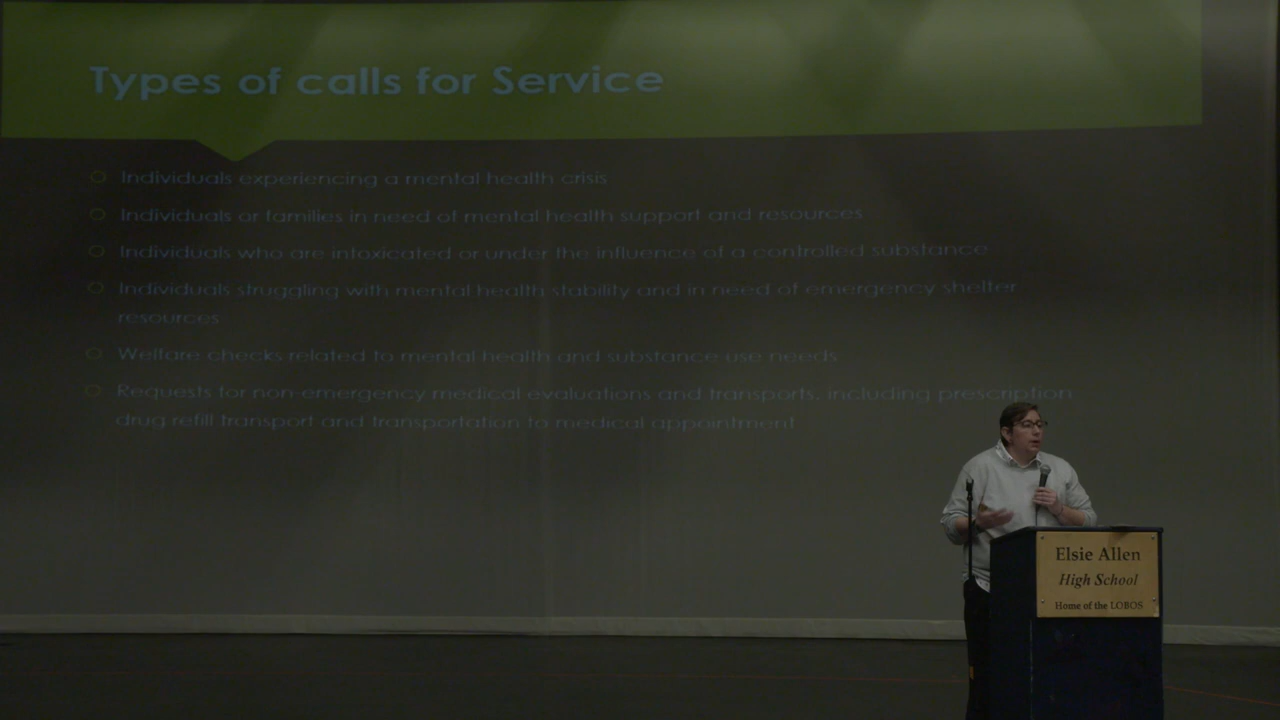 Types of calls for Service
Individuals experiencing a mental health crisis
Individuals or families in need of mental health support and resources
Individuals who are intoxicated or under the influence of a controlled substance
Individuals struggling with mental health stability and in need of emergency shelter
resources
Welfare checks related to mental health and substance use needs
Requests for non-emergency medical evaluations and transports, including prescription
drug refill transport and transportation to medical appointment
Elsie Allen
High School
Home of the LOBOS